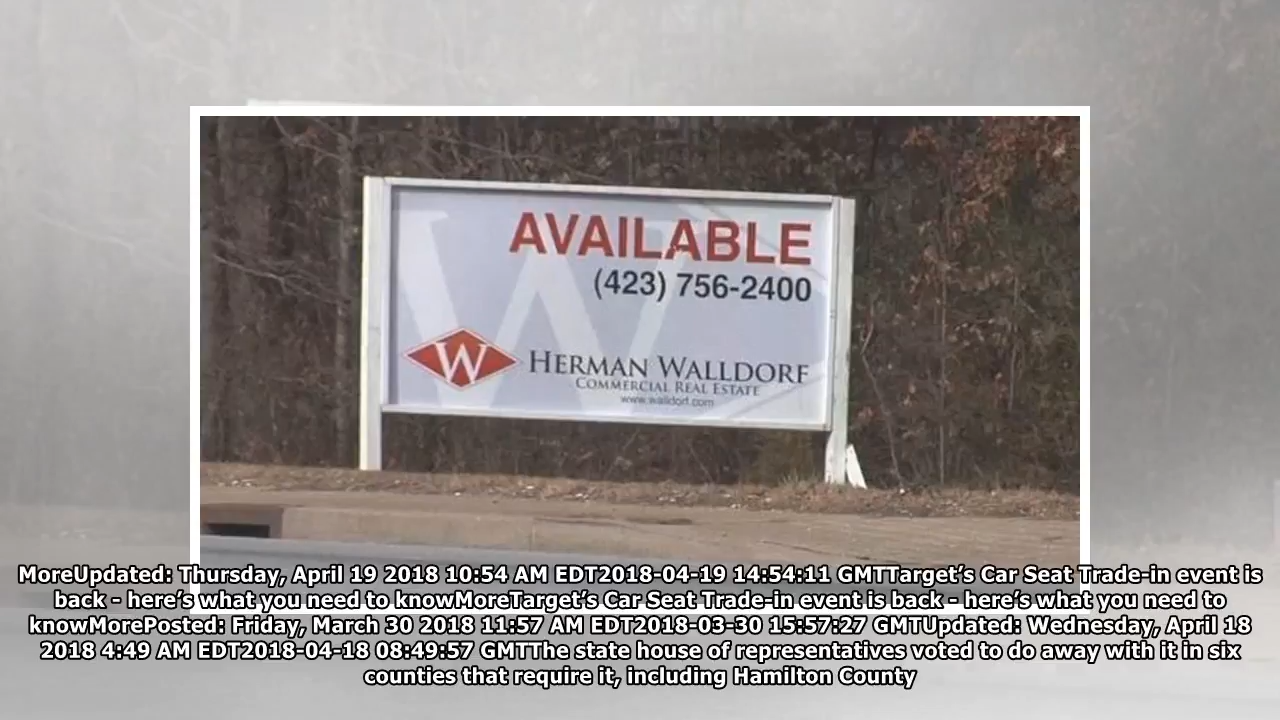 AVAILABLE
(423) 756-2400
W
HERMAN WALLDORF
COMMERCIAL REAL ESTATE
www.walldorf.com
MoreUpdated: Thursday, April 19 2018 10:54 AM EDT2018-04-19 14:54:11 GMTTarget's Car Seat Trade-in event is
back - here's what you need to knowMoreTarget's Car Seat Trade-in event is back - here's what you need to
knowMorePosted: Friday, March 30 2018 11:57 AM EDT2018-03-30 15:57:27 GMTUpdated: Wednesday, April 18
2018 4:49 AM EDT2018-04-18 08:49:57 GMTThe state house of representatives voted to do away with it in six
counties that require it, including Hamilton County